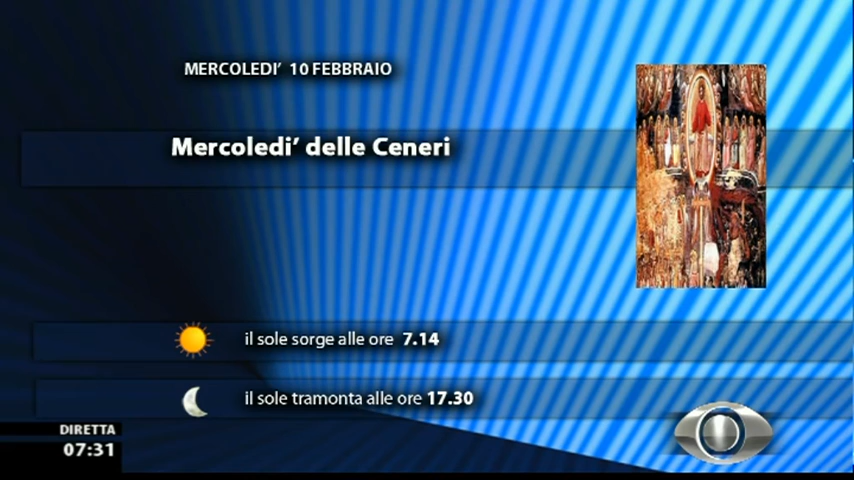 MERCOLEDI’ 10 FEBBRAIO
Mercoledi’ delle Ceneri
il sole sorge alle ore 7.14
il sole tramonta alle ore 17.30
DIRETTA
07:31